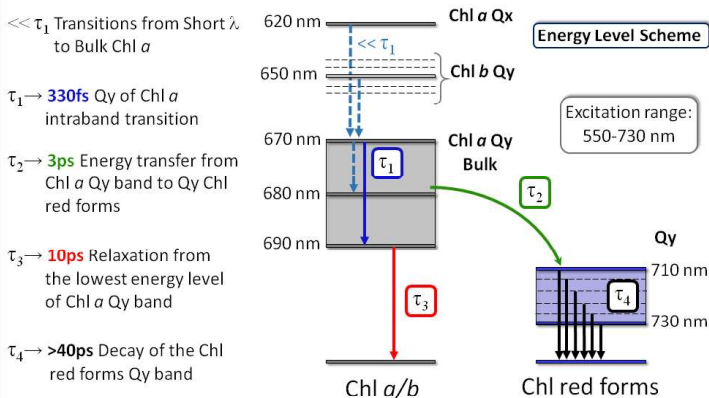 << τ1 Transitions from Short λ
to Bulk Chl a
τ1→ 330fs Qy of Chl a
intraband transition
τ2→ 3ps Energy transfer from
Chl a Qy band to Qy Chl
red forms
τ3→ 10ps Relaxation from
the lowest energy level
of Chl a Qy band
τ4→ >40ps Decay of the Chl
red forms Qy band
620 nm
Chl a Qx
<< τ1
650 nm
Chl b Qy
670 nm
Chl a Qy
Bulk
τ1
680 nm
690 nm
τ3
Chl a/b
Energy Level Scheme
Excitation range:
550-730 nm
τ2
Qy
710 nm
τ4
730 nm
Chl red forms